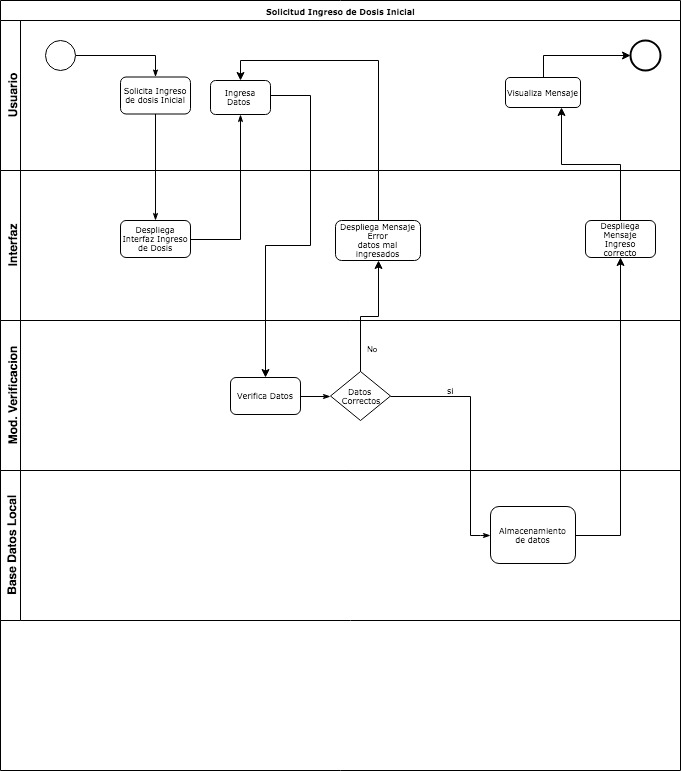 Solicitud Ingreso de Dosis Inicial
Usuario
Solicita Ingreso
de dosis Inicial
Ingresa
Datos
Visualiza Mensaje
Interfaz
Despliega
Interfaz Ingreso
de Dosis
Despliega Mensaje
Error
datos mal
ingresados
Despliega
Mensaje
Ingreso
correcto
Mod. Verificacion
No
Verifica Datos
Datos
Correctos
si
Base Datos Local
Almacenamiento
de datos